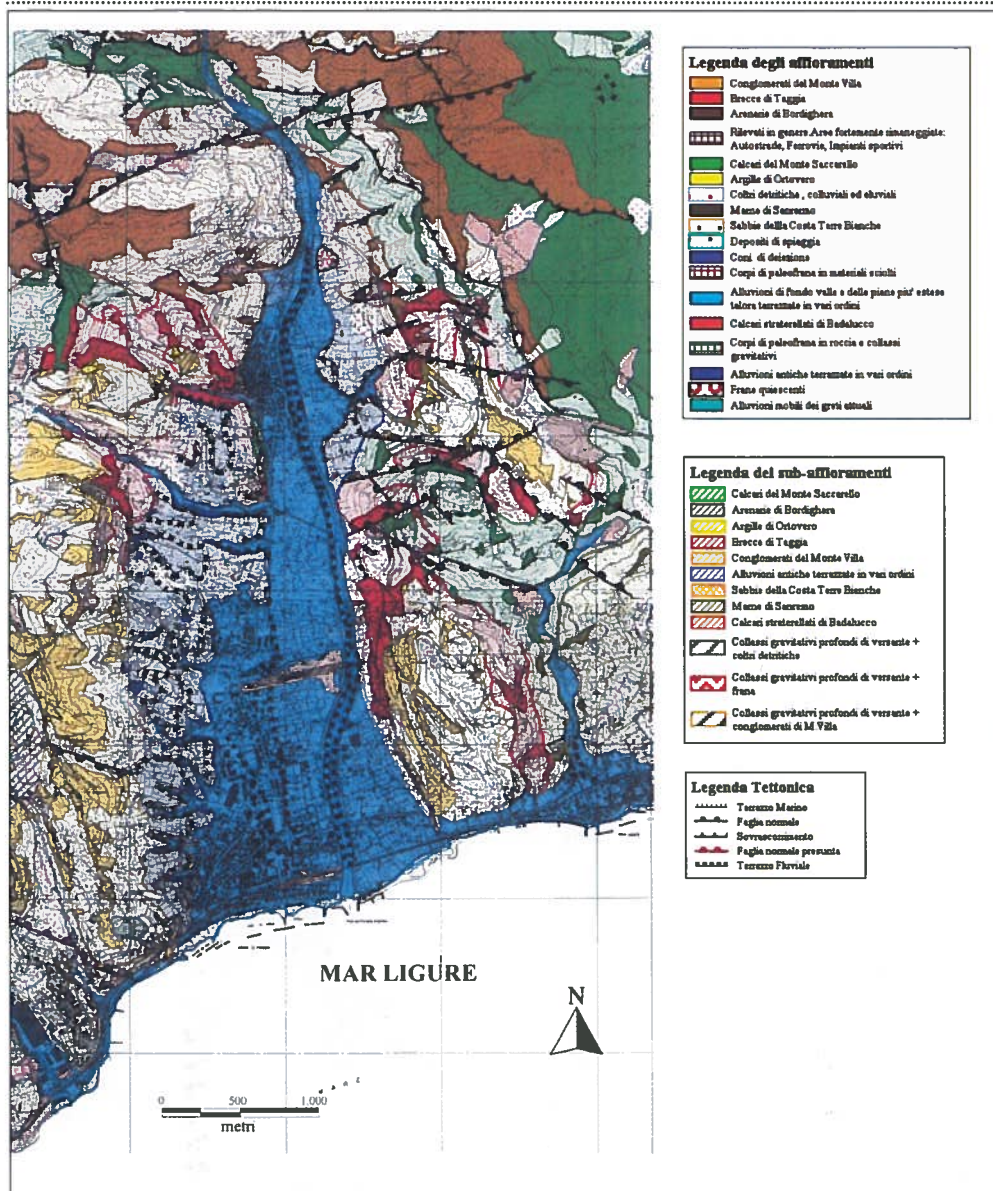 Legenda degli affioramenti
Conglomerati del Monte Villa
Brecce di Taggia
Arenarie di Bordighera
Rilevati in genere. Aree fortemente rimaneggiate:
Autostrade, Ferrovie, Impianti sportivi
Calcari del Monte Saccarello
Argille di Ortovero
Coltri detritiche , colluviali ed eluviali
Marne di Sanremo
Sabbie della Costa Terre Bianche
Depositi di spiaggia
Coni di deiezione
Corpi di paleofrana in materiali sciolti
Alluvioni di fondo valle e delle piane piu' estese
talora terrazzate in vari ordini
Calcari straterellati di Badalucco
Corpi di paleofrana in roccia e collassi
gravitativi
Alluvioni antiche terrazzate in vari ordini
Frane quiescenti
Alluvioni mobili dei greti attuali
Legenda dei sub-affioramenti
Calcari del Monte Saccarello
Arenarie di Bordighera
Argille di Ortovero
Brecce di Taggia
Conglomerati del Monte Villa
Alluvioni antiche terrazzate in vari ordini
Sabbie della Costa Terre Bianche
Marne di Sanremo
Calcari straterellati di Badalucco
Collassi gravitativi profondi di versante +
coltri detritiche
Collassi gravitativi profondi di versante +
frana
Collassi gravitativi profondi di versante +
conglomerati di M Villa
Legenda Tettonica
Terrazzo Marino
Faglia normale
Sovrascorrimento
Faglia normale presunta
Terrazzo Fluviale
MAR LIGURE
N
0 500 1.000
metri